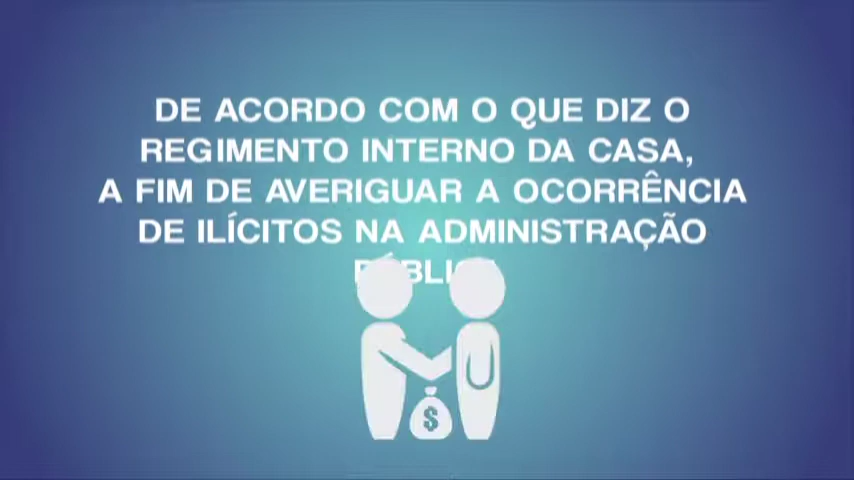 DE ACORDO COM O QUE DIZ O
REGIMENTO INTERNO DA CASA,
A FIM DE AVERIGUAR A OCORRÊNCIA
DE ILÍCITOS NA ADMINISTRAÇÃO
$